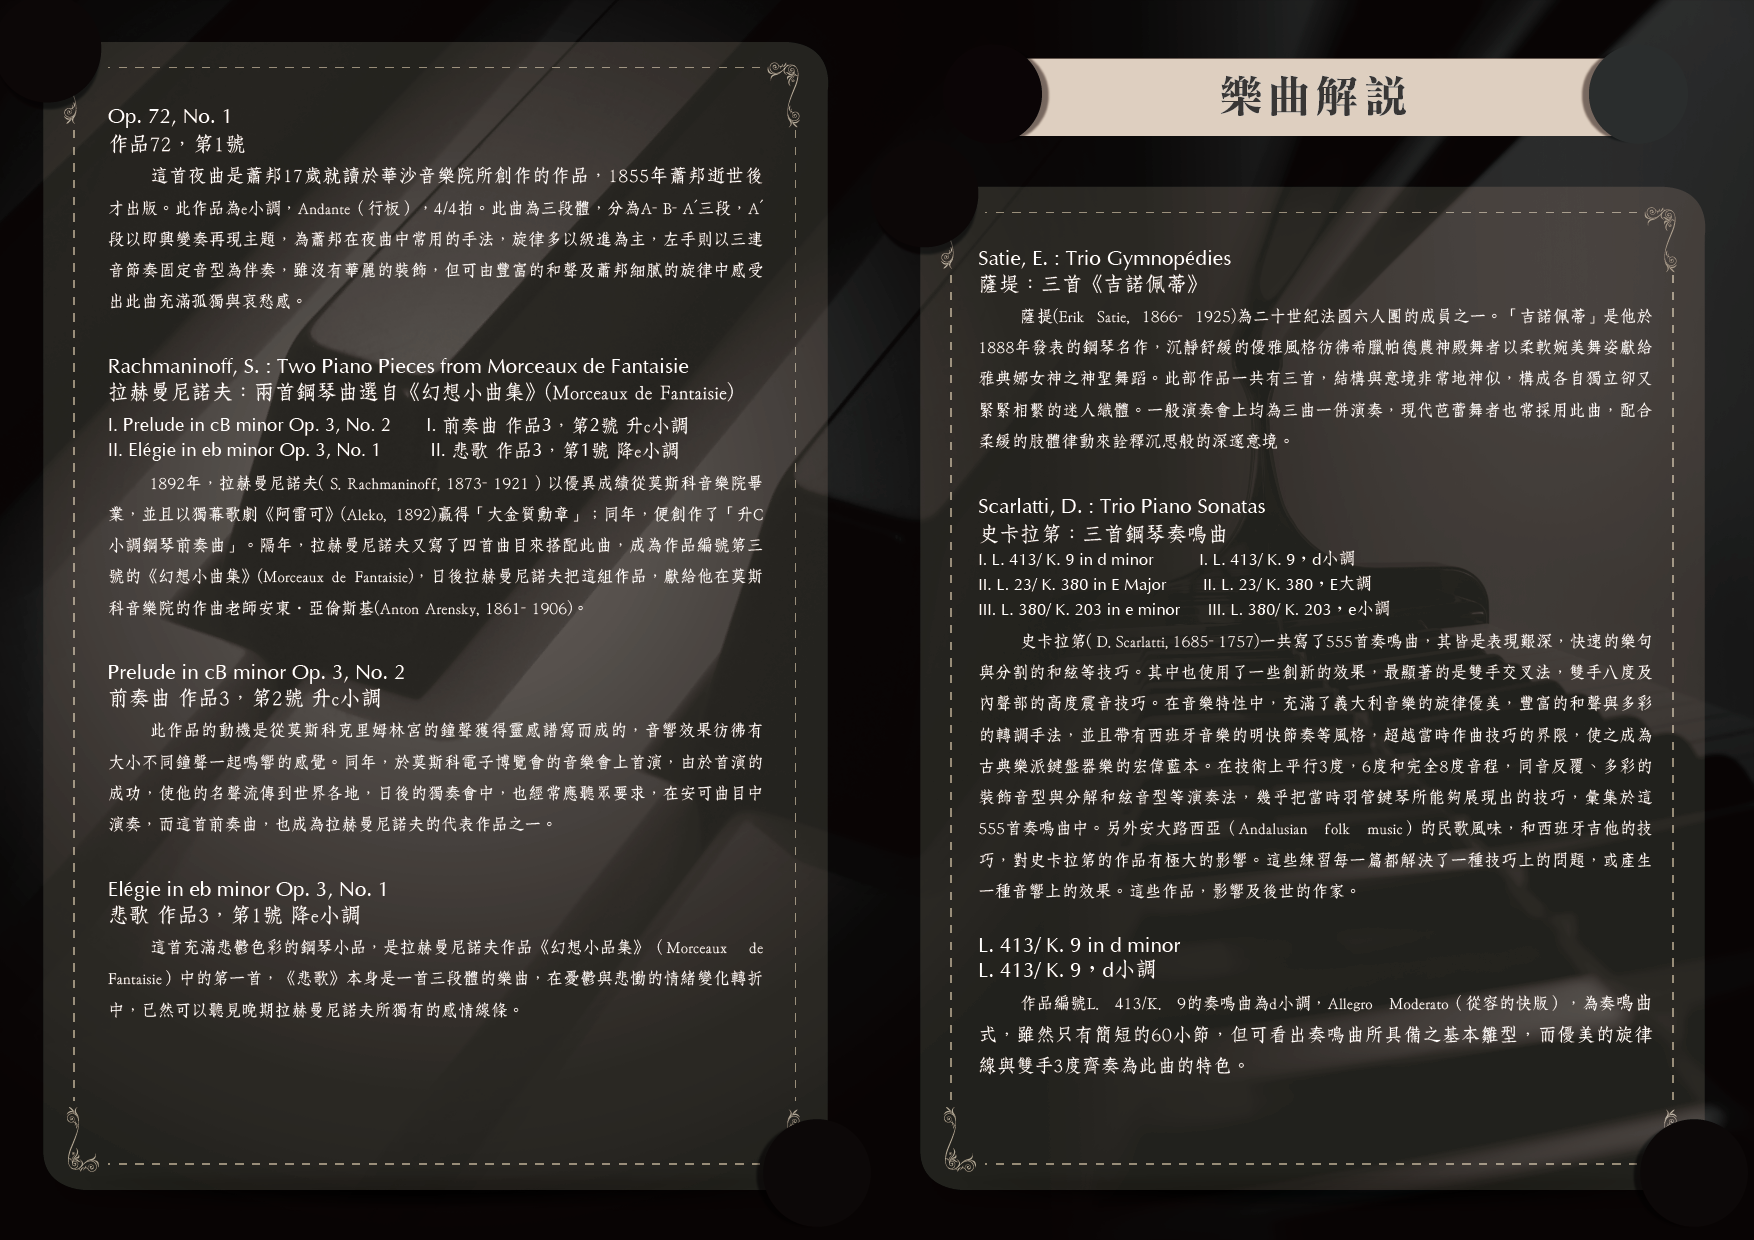 Op. 72, No. 1
作品72，第1號
這首夜曲是蕭邦17歲就讀於華沙音樂院所創作的作品，1855年蕭邦逝世後
才出版。此作品為e小調，Andante（行板），4/4拍。此曲為三段體，分為A- B- A´三段，A´
段以即興變奏再現主題，為蕭邦在夜曲中常用的手法，旋律多以級進為主，左手則以三連
音節奏固定音型為伴奏，雖沒有華麗的裝飾，但可由豐富的和聲及蕭邦細膩的旋律中感受
出此曲充滿孤獨與哀愁感。
Rachmaninoff, S. : Two Piano Pieces from Morceaux de Fantaisie
拉赫曼尼諾夫：兩首鋼琴曲選自《幻想小曲集》(Morceaux de Fantaisie)
I. Prelude in cB minor Op. 3, No. 2 I. 前奏曲 作品3，第2號 升c小調
II. Elégie in eb minor Op. 3, No. 1 II. 悲歌 作品3，第1號 降e小調
1892年，拉赫曼尼諾夫( S. Rachmaninoff, 1873- 1921 ) 以優異成績從莫斯科音樂院畢
業，並且以獨幕歌劇《阿雷可》(Aleko, 1892)贏得「大金質勳章」；同年，便創作了「升C
小調鋼琴前奏曲」。隔年，拉赫曼尼諾夫又寫了四首曲目來搭配此曲，成為作品編號第三
號的《幻想小曲集》(Morceaux de Fantaisie)，日後拉赫曼尼諾夫把這組作品，獻給他在莫斯
科音樂院的作曲老師安東・亞倫斯基(Anton Arensky, 1861- 1906)。
Prelude in cB minor Op. 3, No. 2
前奏曲 作品3，第2號 升c小調
此作品的動機是從莫斯科克里姆林宮的鐘聲獲得靈感譜寫而成的，音響效果彷彿有
大小不同鐘聲一起鳴響的感覺。同年，於莫斯科電子博覽會的音樂會上首演，由於首演的
成功，使他的名聲流傳到世界各地，日後的獨奏會中，也經常應聽眾要求，在安可曲目中
演奏，而這首前奏曲，也成為拉赫曼尼諾夫的代表作品之一。
Elégie in eb minor Op. 3, No. 1
悲歌 作品3，第1號 降e小調
這首充滿悲鬱色彩的鋼琴小品，是拉赫曼尼諾夫作品《幻想小品集》（Morceaux de
Fantaisie）中的第一首，《悲歌》本身是一首三段體的樂曲，在憂鬱與悲慟的情緒變化轉折
中，已然可以聽見晚期拉赫曼尼諾夫所獨有的感情線條。
樂曲解說
Satie, E. : Trio Gymnopédies
薩堤：三首《吉諾佩蒂》
薩提(Erik Satie, 1866- 1925)為二十世紀法國六人團的成員之一。「吉諾佩蒂」是他於
1888年發表的鋼琴名作，沉靜舒緩的優雅風格彷彿希臘帕德農神殿舞者以柔軟婉美舞姿獻給
雅典娜女神之神聖舞蹈。此部作品一共有三首，結構與意境非常地神似，構成各自獨立卻又
緊緊相繫的迷人織體。一般演奏會上均為三曲一併演奏，現代芭蕾舞者也常採用此曲，配合
柔緩的肢體律動來詮釋沉思般的深邃意境。
Scarlatti, D. : Trio Piano Sonatas
史卡拉第：三首鋼琴奏鳴曲
I. L. 413/ K. 9 in d minor I. L. 413/ K. 9，d小調
II. L. 23/ K. 380 in E Major II. L. 23/ K. 380，E大調
III. L. 380/ K. 203 in e minor III. L. 380/ K. 203，e小調
史卡拉第( D. Scarlatti, 1685- 1757)一共寫了555首奏鳴曲，其皆是表現艱深，快速的樂句
與分割的和絃等技巧。其中也使用了一些創新的效果，最顯著的是雙手交叉法，雙手八度及
內聲部的高度震音技巧。在音樂特性中，充滿了義大利音樂的旋律優美，豐富的和聲與多彩
的轉調手法，並且帶有西班牙音樂的明快節奏等風格，超越當時作曲技巧的界限，使之成為
古典樂派鍵盤器樂的宏偉藍本。在技術上平行3度，6度和完全8度音程，同音反覆、多彩的
裝飾音型與分解和絃音型等演奏法，幾乎把當時羽管鍵琴所能夠展現出的技巧，彙集於這
555首奏鳴曲中。另外安大路西亞（Andalusian folk music）的民歌風味，和西班牙吉他的技
巧，對史卡拉第的作品有極大的影響。這些練習每一篇都解決了一種技巧上的問題，或產生
一種音響上的效果。這些作品，影響及後世的作家。
L. 413/ K. 9 in d minor
L. 413/ K. 9，d小調
作品編號L. 413/K. 9的奏鳴曲為d小調，Allegro Moderato（從容的快版），為奏鳴曲
式，雖然只有簡短的60小節，但可看出奏鳴曲所具備之基本雛型，而優美的旋律
線與雙手3度齊奏為此曲的特色。